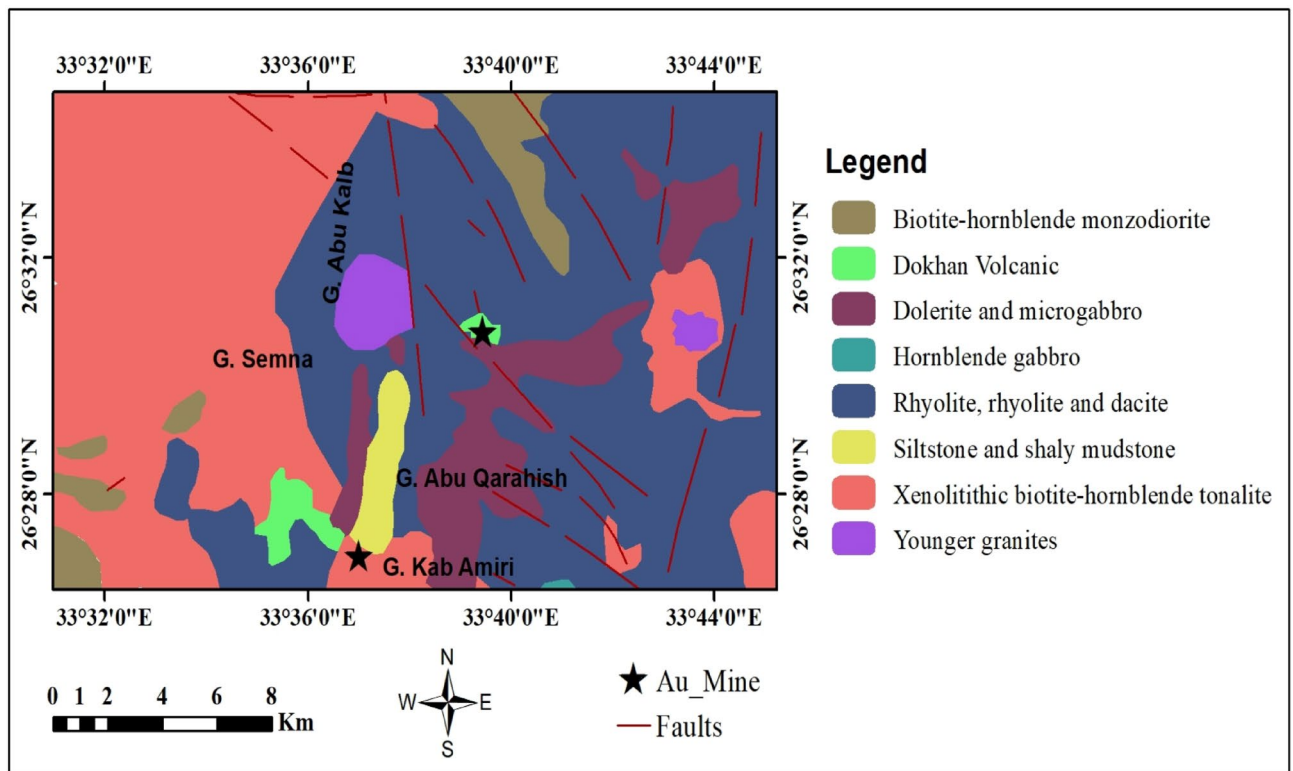 33°32'0"E 33°36'0"E 33°40'0"E 33°44'0"E
26°32'0"N
26°28'0"N
G. Abu Kalb
G. Semna
G. Abu Qarahish
G. Kab Amiri
26°32'0"N
26°28'0"N
33°32'0"E 33°36'0"E 33°40'0"E 33°44'0"E
Legend
Biotite-hornblende monzodiorite
Dokhan Volcanic
Dolerite and microgabbro
Hornblende gabbro
Rhyolite, rhyolite and dacite
Siltstone and shaly mudstone
Xenolitithic biotite-hornblende tonalite
Younger granites
0 1 2 4 6 8
Km
N
W E
S
Au_Mine
Faults